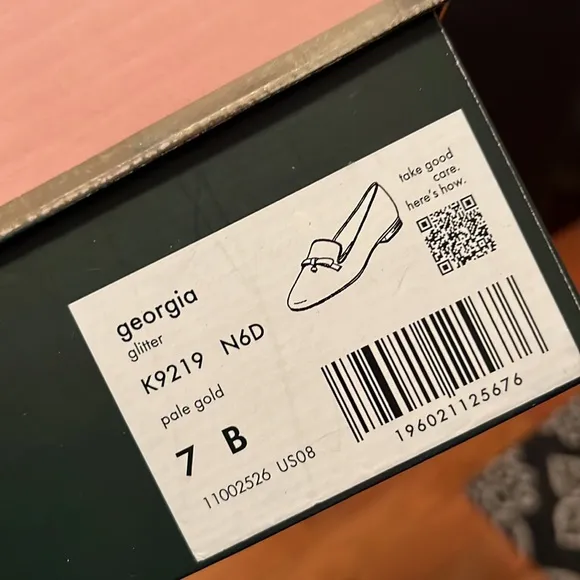 take good
care.
here's how.
georgia
glitter
K9219 N6D
pale gold
7 B
11002526 US08
196021125676